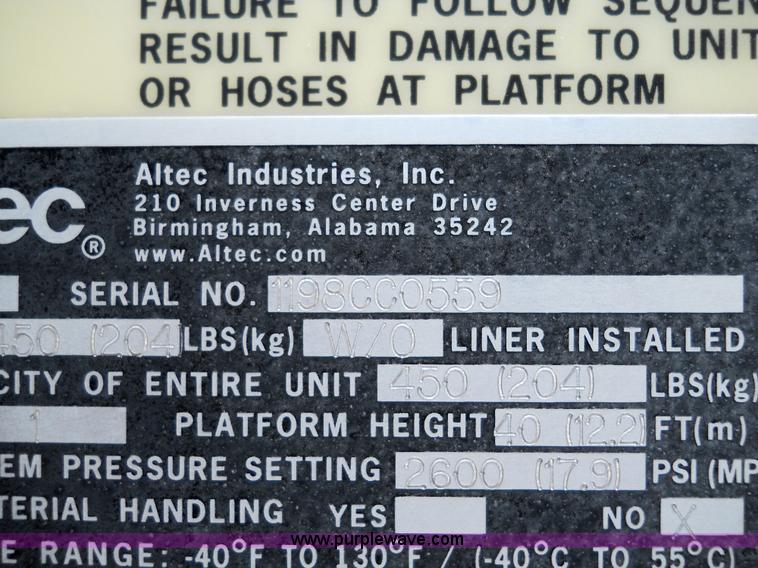 FAILURE TO FOLLOW SEQUEN
RESULT IN DAMAGE TO UNIT
OR HOSES AT PLATFORM
ec®
Altec Industries, Inc.
210 Inverness Center Drive
Birmingham, Alabama 35242
www.Altec.com
SERIAL NO. 1198CC0559
450 (204) LBS(kg) W/O LINER INSTALLED
CITY OF ENTIRE UNIT 450 (204) LBS(kg)
1 PLATFORM HEIGHT 40 (12.2) FT(m)
EM PRESSURE SETTING 2600 (17.9) PSI (MP
TERIAL HANDLING YES NO X
E RANGE: -40°F TO 130°F / (-40°C TO 55°C)
www.purplewave.com